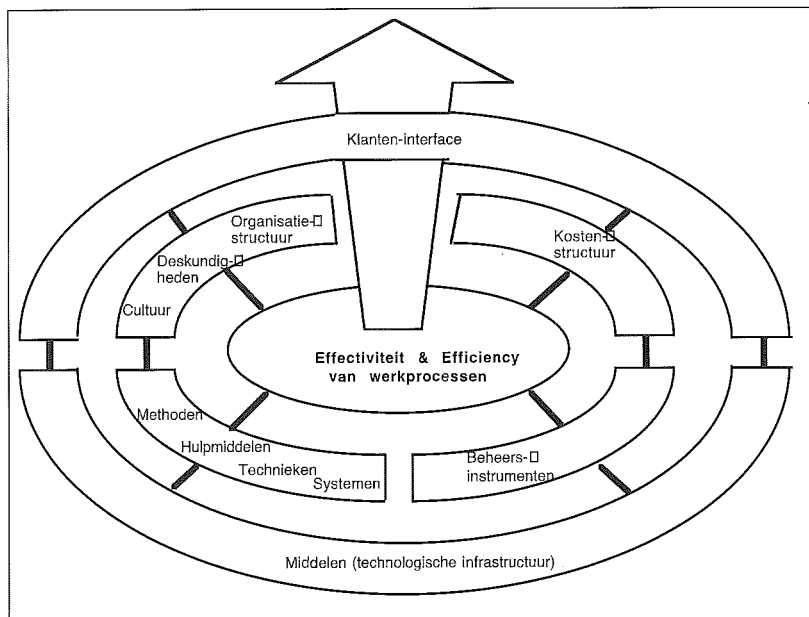 Klanten-interface
Organisatie-
structuur
Kosten-
structuur
Deskundig-
heden
Cultuur
Effectiviteit & Efficiency
van werkprocessen
Methoden
Hulpmiddelen
Technieken
Systemen
Beheers-
instrumenten
Middelen (technologische infrastructuur)